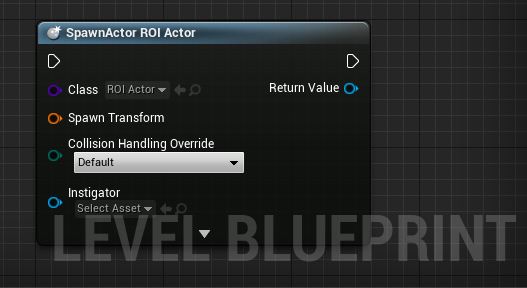 SpawnActor ROI Actor
Class ROI Actor
Return Value
Spawn Transform
Collision Handling Override
Default
Instigator
Select Asset
LEVEL BLUEPRINT